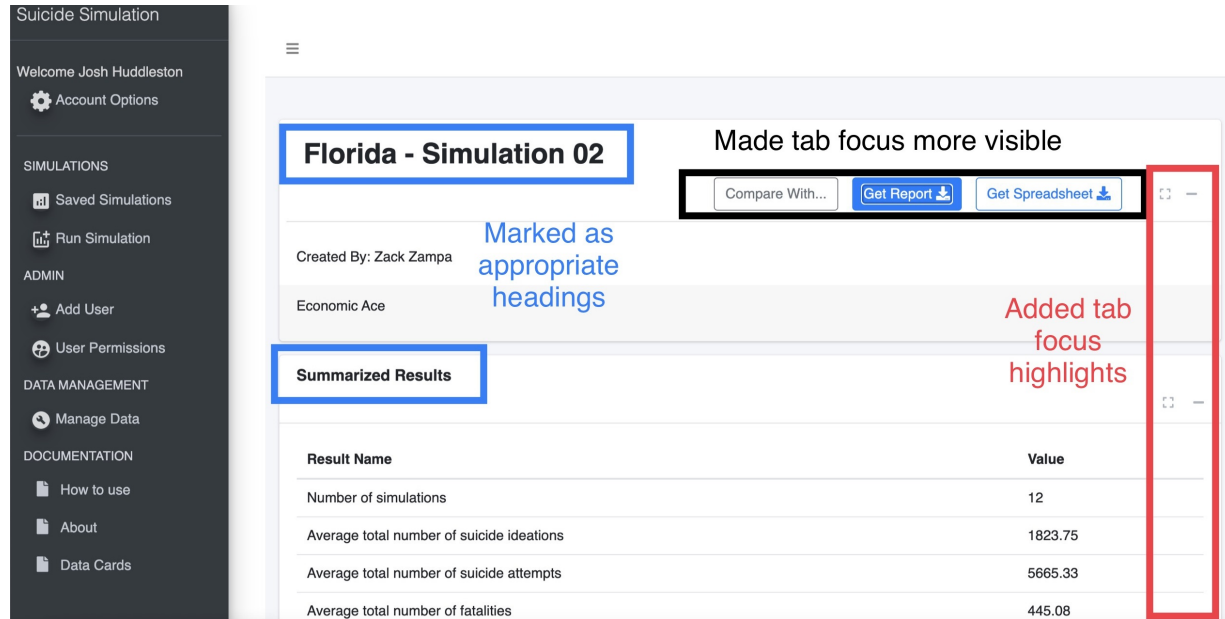 Suicide Simulation
Welcome Josh Huddleston
Account Options
SIMULATIONS
Saved Simulations
Run Simulation
ADMIN
Add User
User Permissions
DATA MANAGEMENT
Manage Data
DOCUMENTATION
How to use
About
Data Cards
Florida - Simulation 02
Made tab focus more visible
Compare With... Get Report Get Spreadsheet
Created By: Zack Zampa
Marked as
appropriate
headings
Economic Ace
Added tab
focus
highlights
Summarized Results
Result Name Value
Number of simulations 12
Average total number of suicide ideations 1823.75
Average total number of suicide attempts 5665.33
Average total number of fatalities 445.08